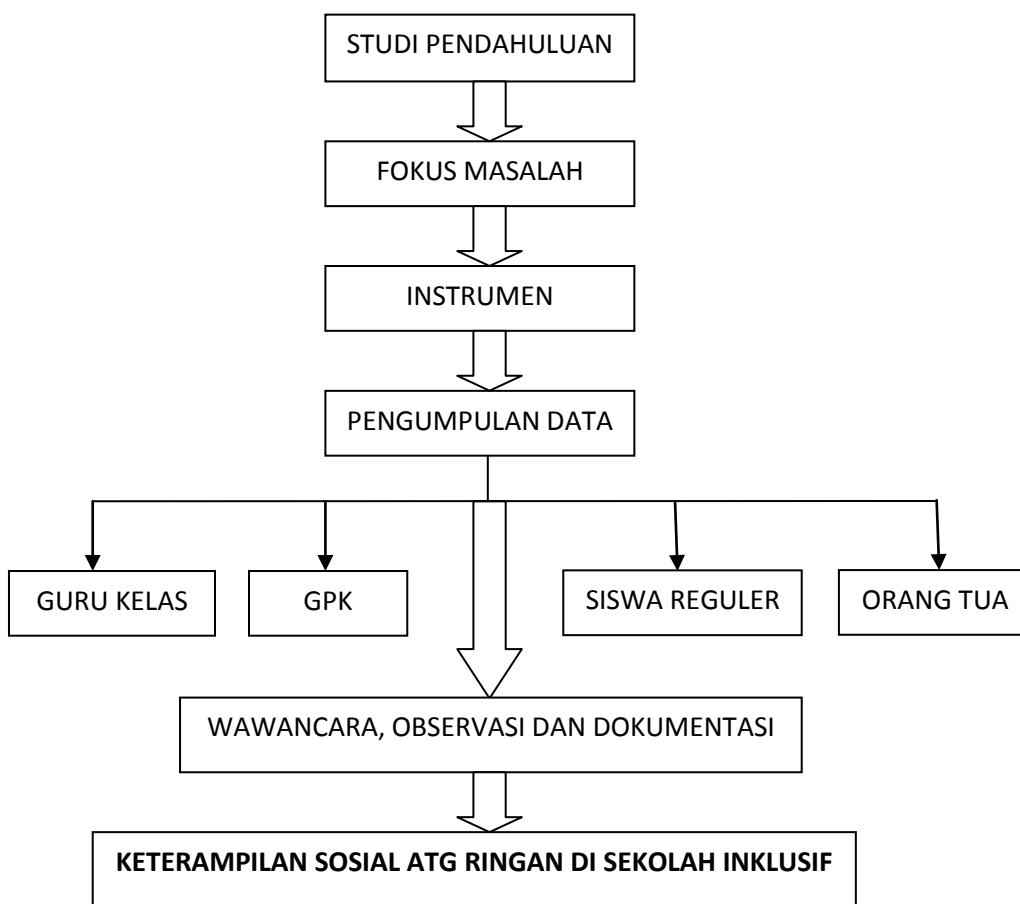 STUDI PENDAHULUAN
FOKUS MASALAH
INSTRUMEN
PENGUMPULAN DATA
GURU KELAS
GPK
SISWA REGULER
ORANG TUA
WAWANCARA, OBSERVASI DAN DOKUMENTASI
KETERAMPILAN SOSIAL ATG RINGAN DI SEKOLAH INKLUSIF